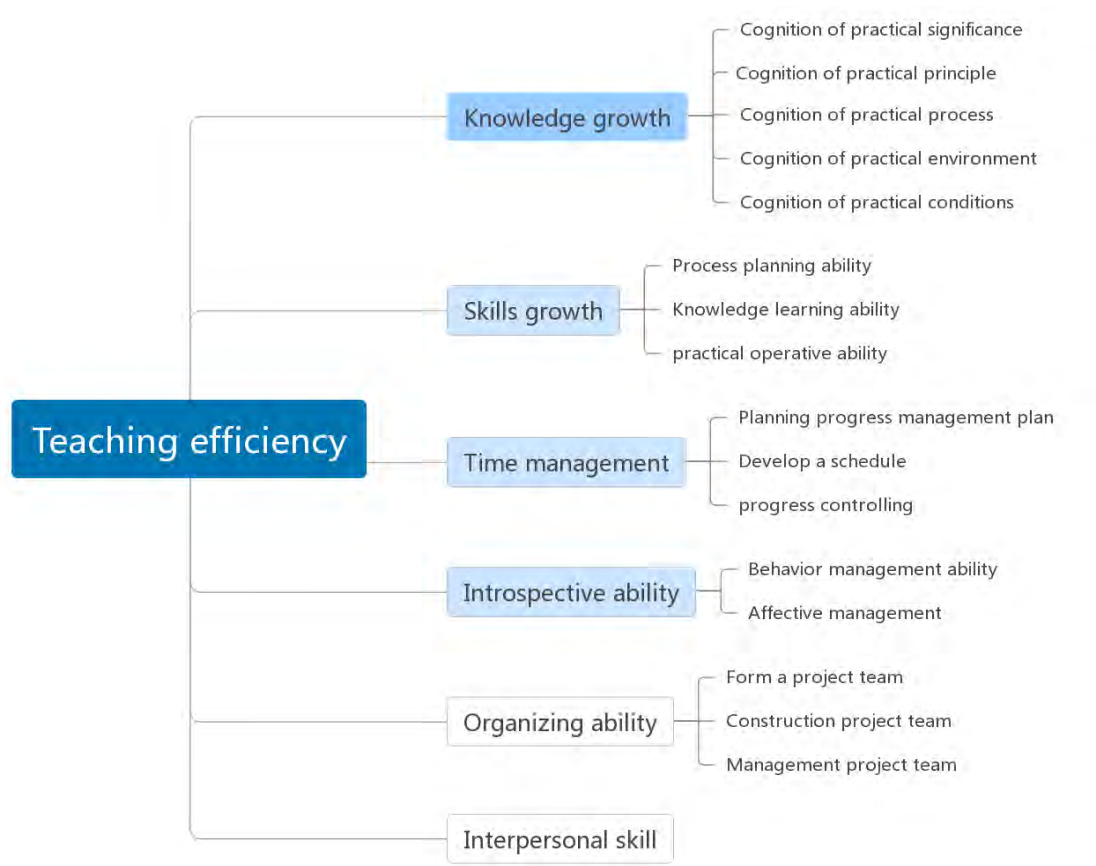 Teaching efficiency
Knowledge growth
Cognition of practical significance
Cognition of practical principle
Cognition of practical process
Cognition of practical environment
Cognition of practical conditions
Skills growth
Process planning ability
Knowledge learning ability
practical operative ability
Time management
Planning progress management plan
Develop a schedule
progress controlling
Introspective ability
Behavior management ability
Affective management
Organizing ability
Form a project team
Construction project team
Management project team
Interpersonal skill